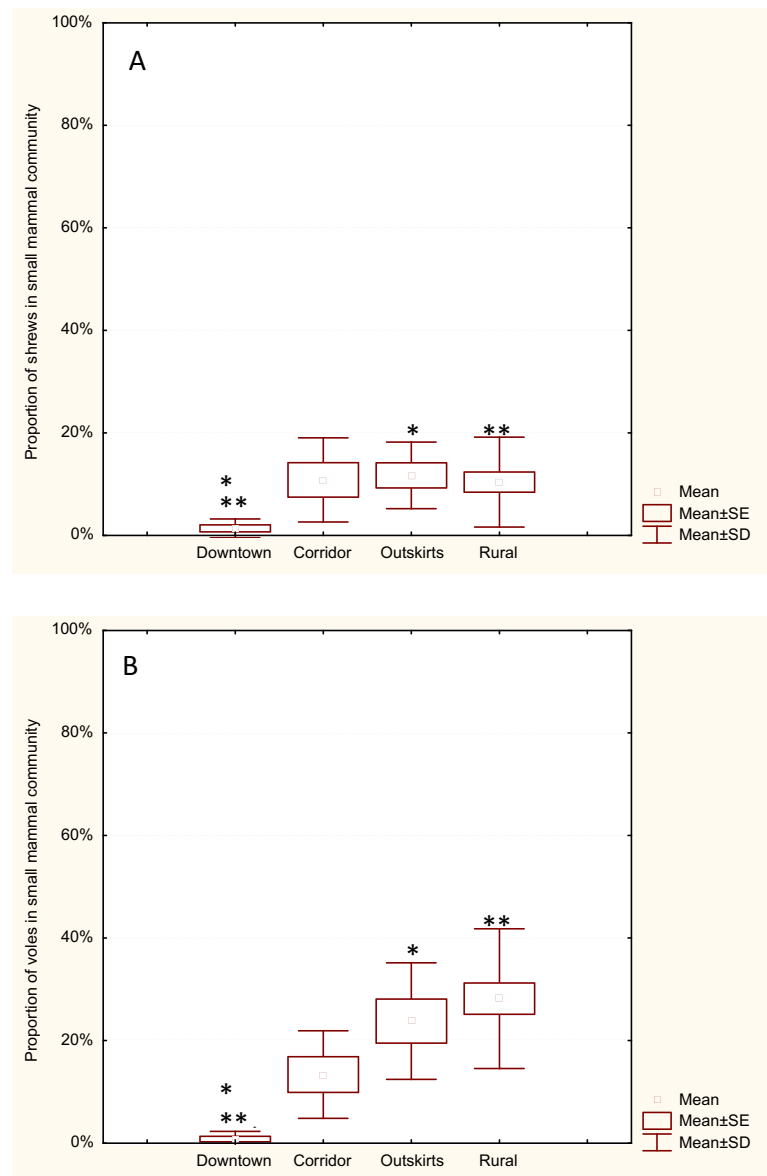 100%
A
80%
60%
40%
20%
0%
Proportion of shrews in small mammal community
* **
*
**
Downtown Corridor Outskirts Rural
Mean
Mean±SE
Mean±SD
100%
B
80%
60%
40%
20%
0%
Proportion of voles in small mammal community
**
*
*
**
Downtown Corridor Outskirts Rural
Mean
Mean±SE
Mean±SD